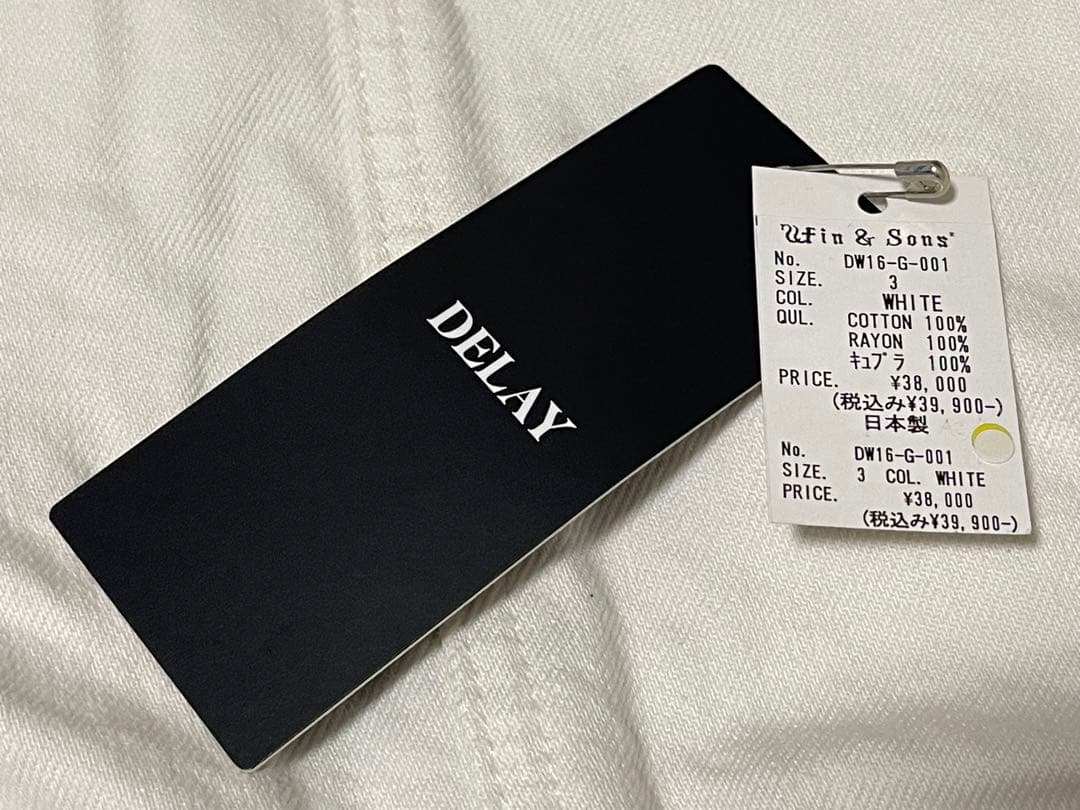 DELAY
Ufin & Sons®
No. DW16-G-001
SIZE. 3
COL. WHITE
QUL. COTTON 100%
RAYON 100%
ｷｭﾌﾟﾗ 100%
PRICE. ¥38,000
(税込み¥39,900-)
日本製
No. DW16-G-001
SIZE. 3 COL. WHITE
PRICE. ¥38,000
(税込み¥39,900-)